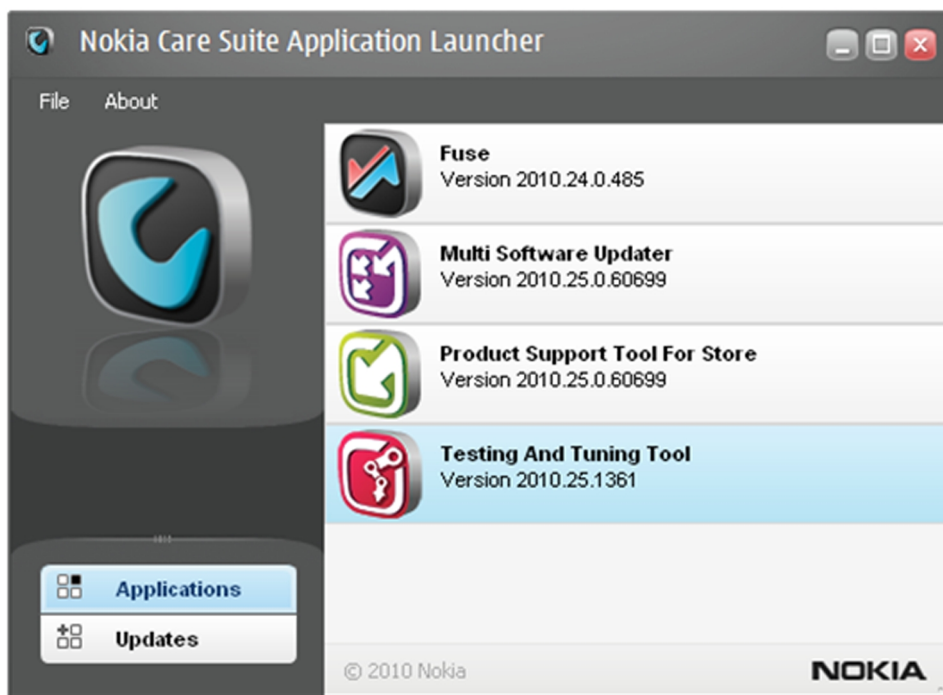 Nokia Care Suite Application Launcher
File About
Fuse
Version 2010.24.0.485
Multi Software Updater
Version 2010.25.0.60699
Product Support Tool For Store
Version 2010.25.0.60699
Testing And Tuning Tool
Version 2010.25.1361
Applications
Updates
© 2010 Nokia
NOKIA